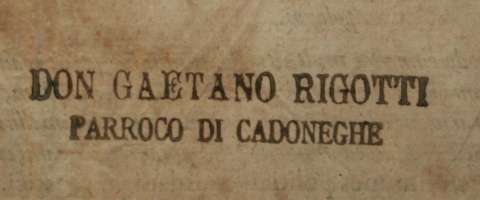 DON GAETANO RIGOTTI
PARROCO DI CADONEGHE